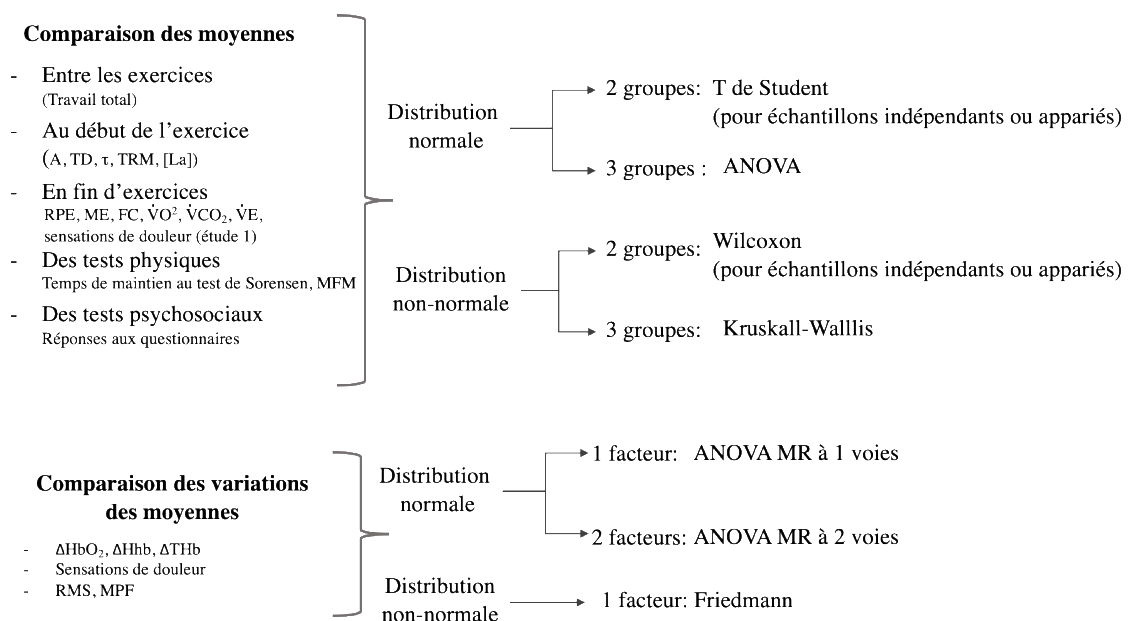 Comparaison des moyennes
- Entre les exercices
(Travail total)
- Au début de l'exercice
(A, TD, τ, TRM, [La])
- En fin d'exercices
RPE, ME, FC, V̇O², V̇CO₂, V̇E,
sensations de douleur (étude 1)
- Des tests physiques
Temps de maintien au test de Sorensen, MFM
- Des tests psychosociaux
Réponses aux questionnaires
Distribution
normale
2 groupes: T de Student
(pour échantillons indépendants ou appariés)
3 groupes : ANOVA
Distribution
non-normale
2 groupes: Wilcoxon
(pour échantillons indépendants ou appariés)
3 groupes: Kruskall-Walllis
Comparaison des variations
des moyennes
- ΔHbO₂, ΔHhb, ΔTHb
- Sensations de douleur
- RMS, MPF
Distribution
normale
1 facteur: ANOVA MR à 1 voies
2 facteurs: ANOVA MR à 2 voies
Distribution
non-normale
1 facteur: Friedmann